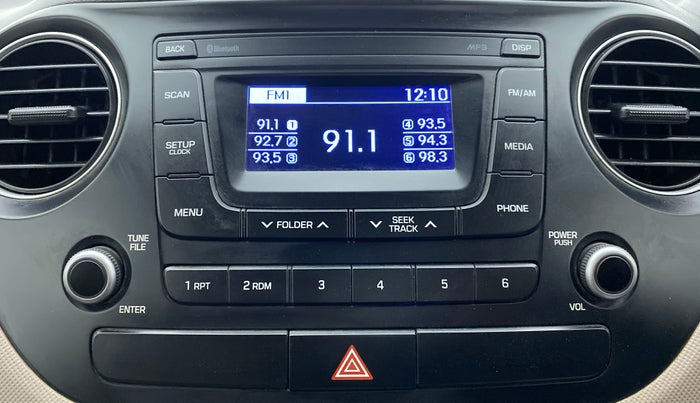 BACK Bluetooth MP3 DISP
SCAN FM1 12:10 FM/AM
91.1 1 4 93.5
92.7 2 91.1 5 94.3
93.5 3 6 98.3
SETUP CLOCK MEDIA
MENU FOLDER SEEK TRACK PHONE
TUNE FILE POWER PUSH
1 RPT 2 RDM 3 4 5 6
ENTER VOL